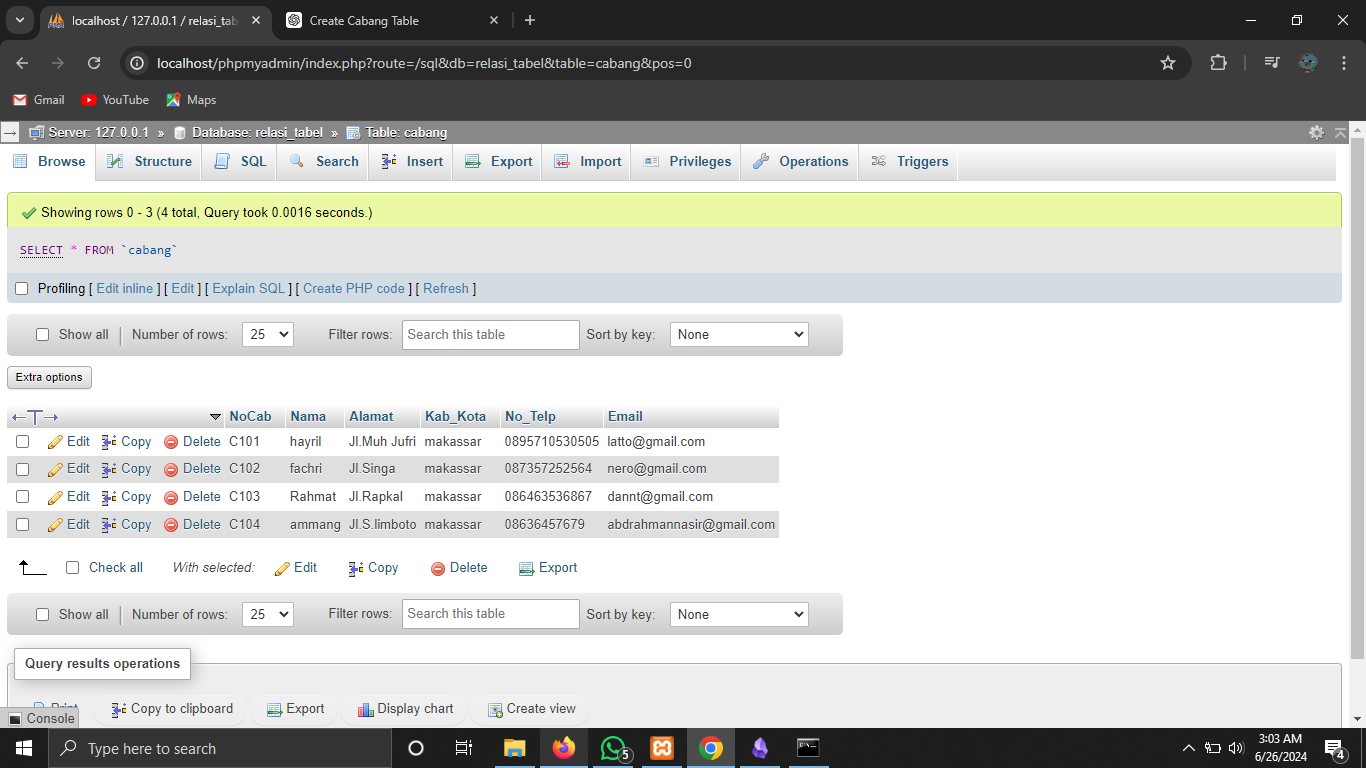 localhost / 127.0.0.1 / relasi_tab
Create Cabang Table
localhost/phpmyadmin/index.php?route=/sql&db=relasi_tabel&table=cabang&pos=0
Gmail YouTube Maps
Server: 127.0.0.1 » Database: relasi_tabel » Table: cabang
Browse Structure SQL Search Insert Export Import Privileges Operations Triggers
Showing rows 0 - 3 (4 total, Query took 0.0016 seconds.)
SELECT * FROM `cabang`
Profiling [ Edit inline ] [ Edit ] [ Explain SQL ] [ Create PHP code ] [ Refresh ]
Show all Number of rows: 25 Filter rows: Search this table Sort by key: None
Extra options
←T→ NoCab Nama Alamat Kab_Kota No_Telp Email
Edit Copy Delete C101 hayril Jl.Muh Jufri makassar 0895710530505 latto@gmail.com
Edit Copy Delete C102 fachri Jl.Singa makassar 087357252564 nero@gmail.com
Edit Copy Delete C103 Rahmat Jl.Rapkal makassar 086463536867 dannt@gmail.com
Edit Copy Delete C104 ammang Jl.S.limboto makassar 08636457679 abdrahmannasir@gmail.com
Check all With selected: Edit Copy Delete Export
Show all Number of rows: 25 Filter rows: Search this table Sort by key: None
Query results operations
Print Copy to clipboard Export Display chart Create view
Console
Type here to search
5
3:03 AM
6/26/2024
4